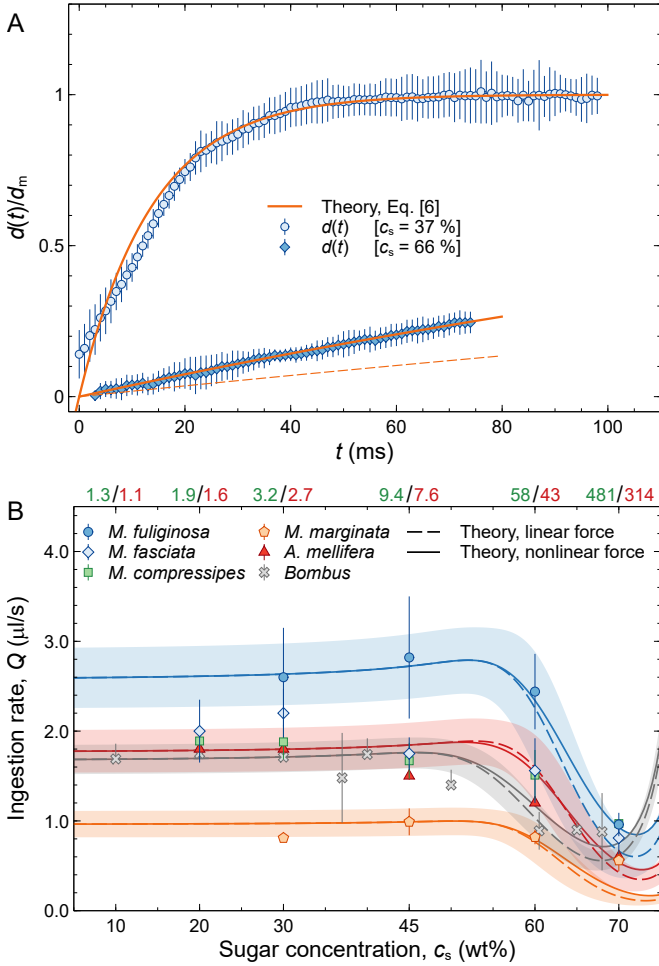 A
1
0.5
0
d(t)/dm
Theory, Eq. [6]
d(t) [cs = 37 %]
d(t) [cs = 66 %]
0 20 40 60 80 100
t (ms)
1.3/1.1 1.9/1.6 3.2/2.7 9.4/7.6 58/43 481/314
B
M. fuliginosa M. marginata Theory, linear force
M. fasciata A. mellifera Theory, nonlinear force
M. compressipes Bombus
4.0
3.0
2.0
1.0
0.0
Ingestion rate, Q (μl/s)
10 20 30 45 60 70
Sugar concentration, cs (wt%)